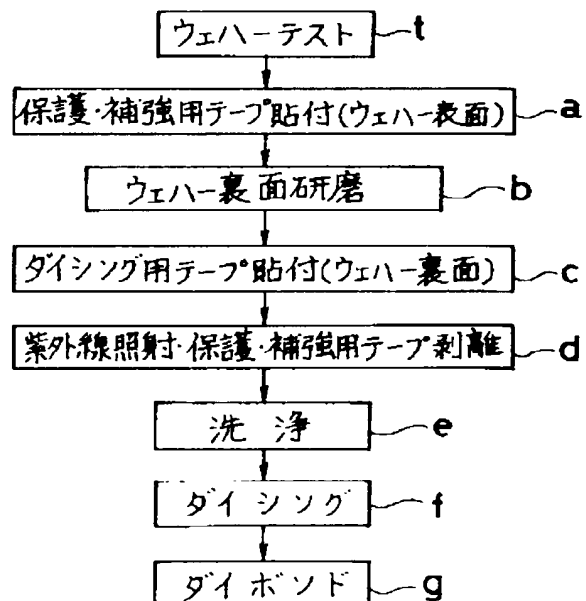 ウェハーテスト t
保護・補強用テープ貼付(ウェハー表面) a
ウェハー裏面研磨 b
ダイシング用テープ貼付(ウェハー裏面) c
紫外線照射・保護・補強用テープ剥離 d
洗浄 e
ダイシング f
ダイボンド g